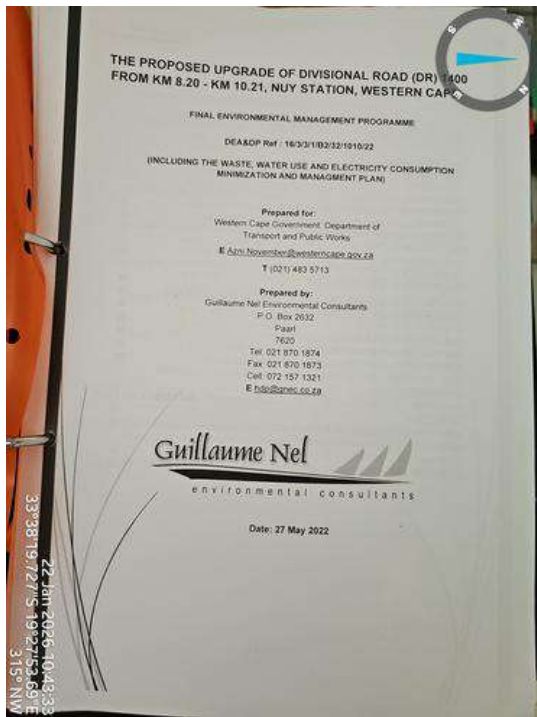 THE PROPOSED UPGRADE OF DIVISIONAL ROAD (DR) 1400
FROM KM 8.20 - KM 10.21, NUY STATION, WESTERN CAPE
FINAL ENVIRONMENTAL MANAGEMENT PROGRAMME
DEA&DP Ref : 16/3/3/1/B2/32/1010/22
(INCLUDING THE WASTE, WATER USE AND ELECTRICITY CONSUMPTION
MINIMIZATION AND MANAGMENT PLAN)
Prepared for:
Western Cape Government: Department of
Transport and Public Works
E Azni.November@westerncape.gov.za
T (021) 483 5713
Prepared by:
Guillaume Nel Environmental Consultants
P.O. Box 2632
Paarl
7620
Tel: 021 870 1874
Fax: 021 870 1873
Cell: 072 157 1321
E hdp@gnec.co.za
Guillaume Nel
environmental consultants
Date: 27 May 2022
22 Jan 2026 10:43:33
33°38'19.727"S 19°27'53.69"E
315° NW
S
W
N
E